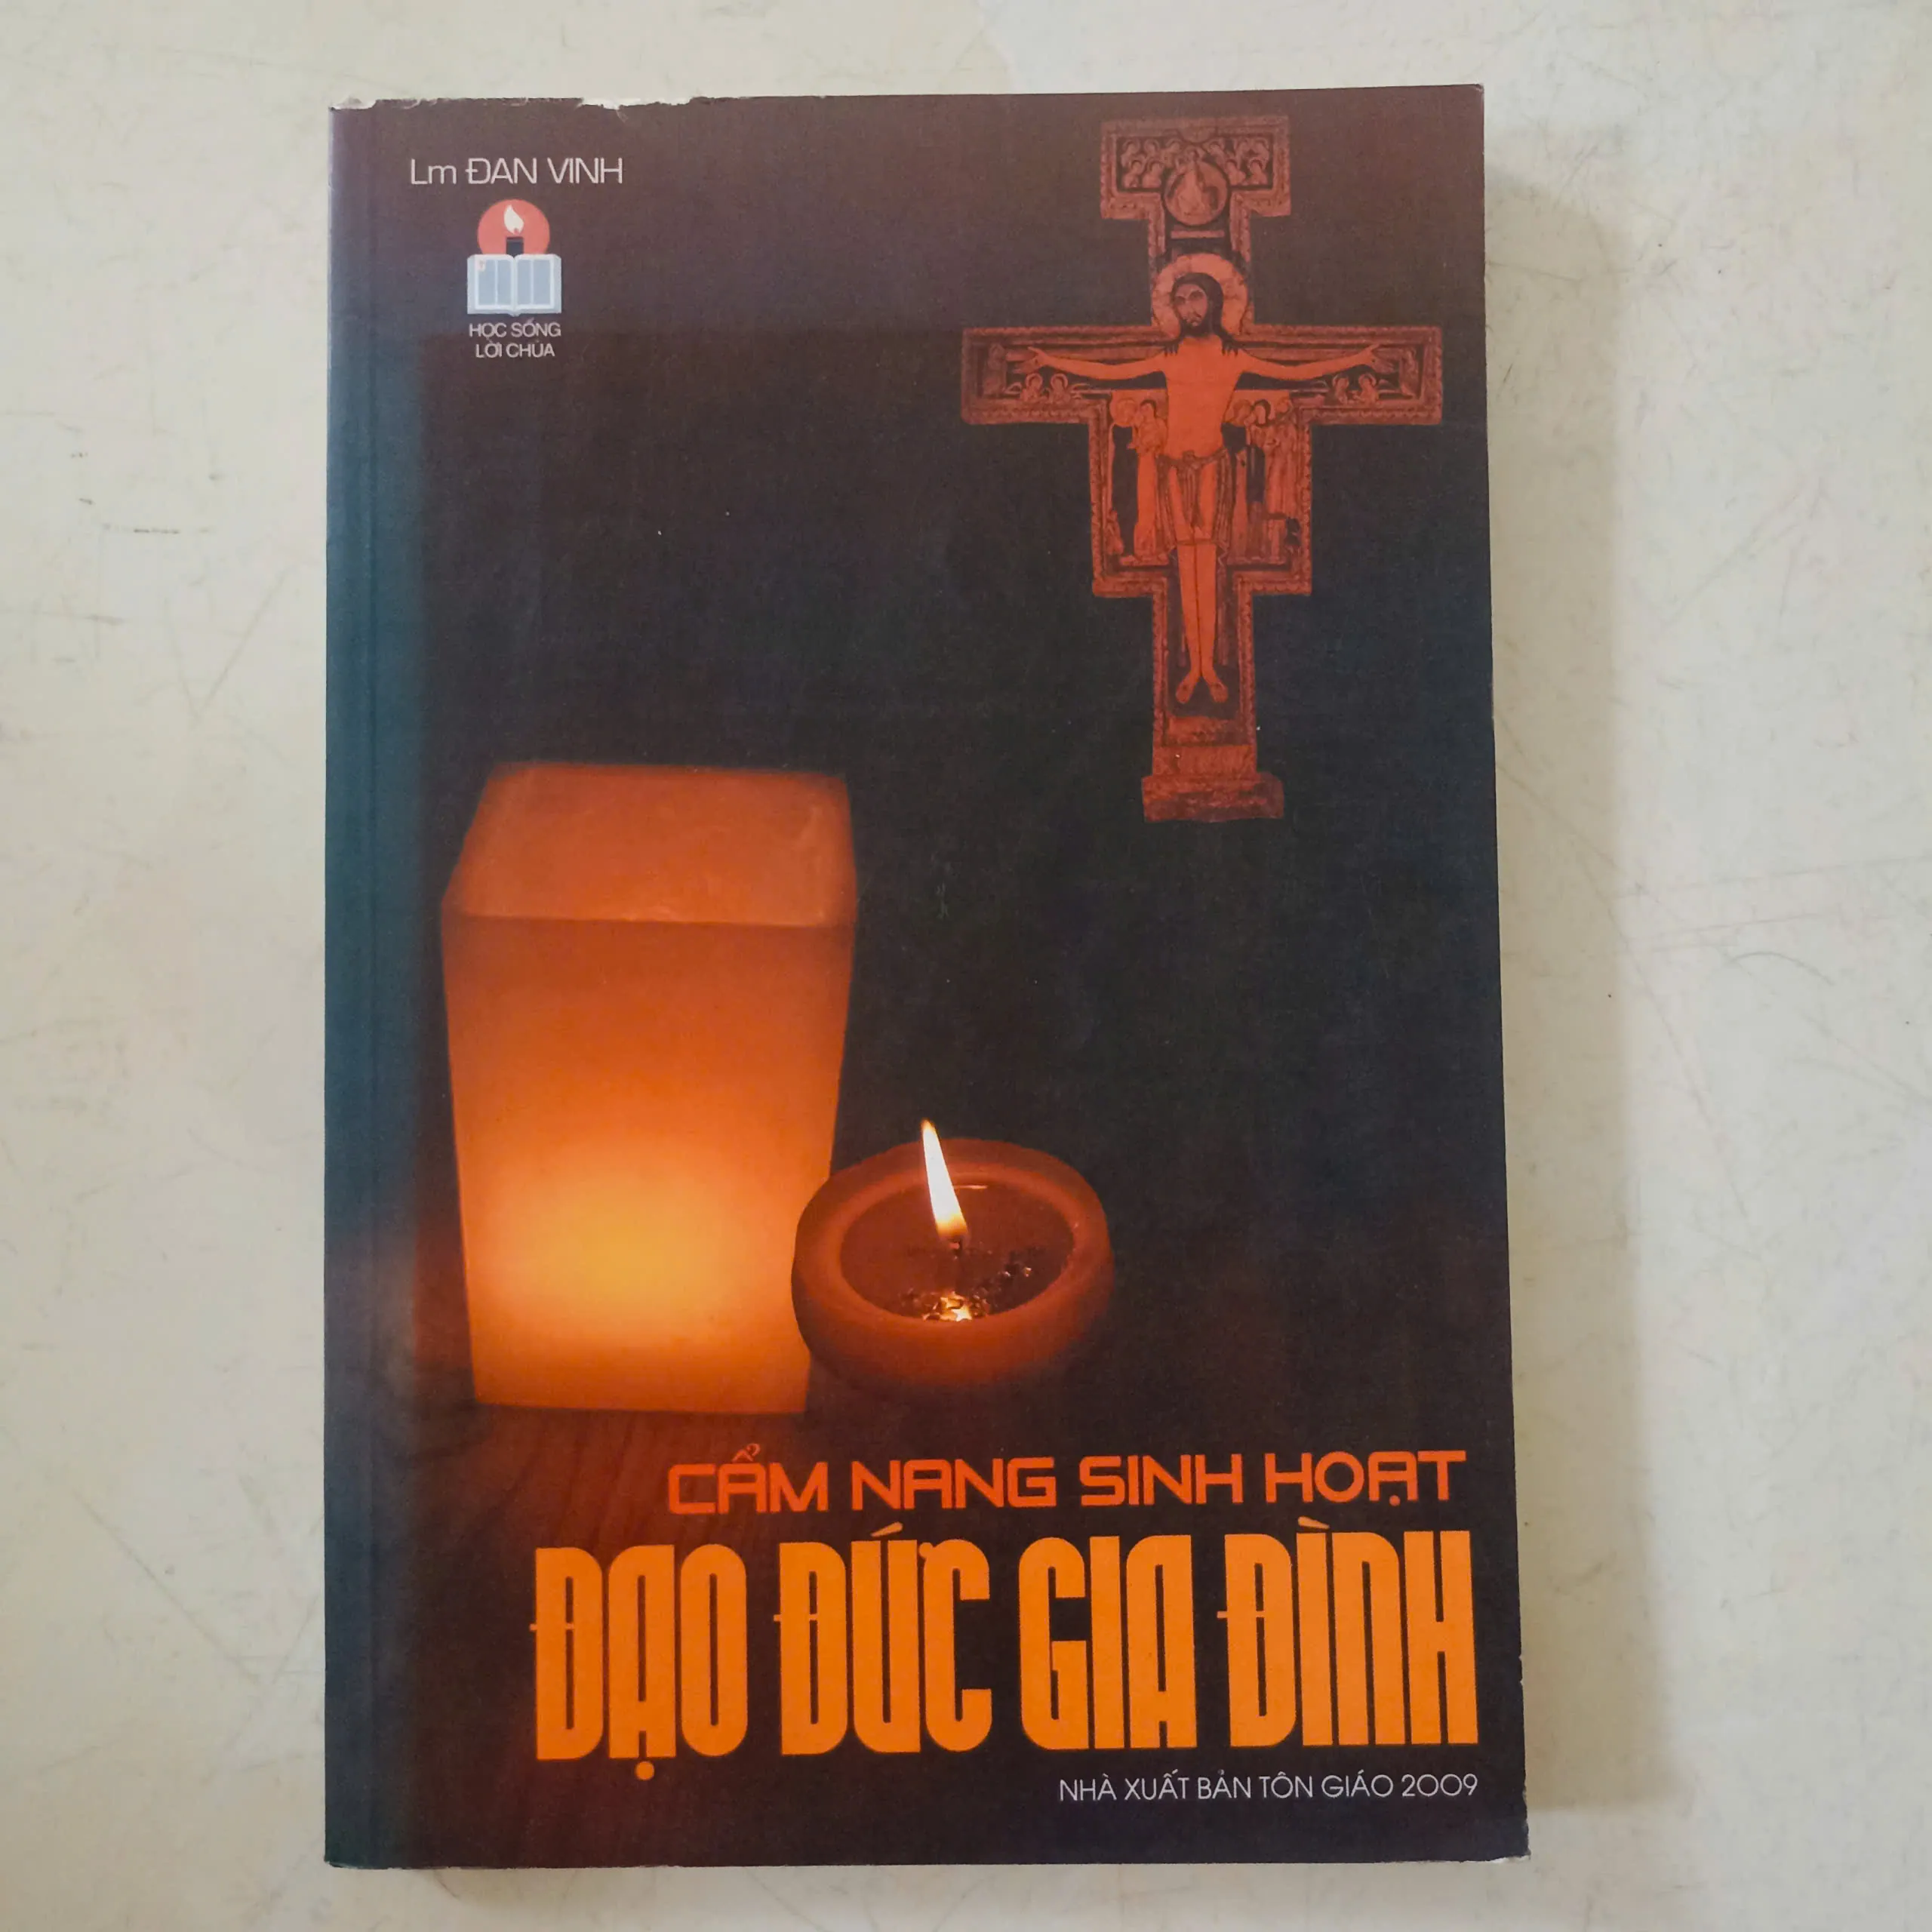 Lm ĐAN VINH
HỌC SỐNG
LỜI CHÚA
CẨM NANG SINH HOẠT
ĐẠO ĐỨC GIA ĐÌNH
NHÀ XUẤT BẢN TÔN GIÁO 2009